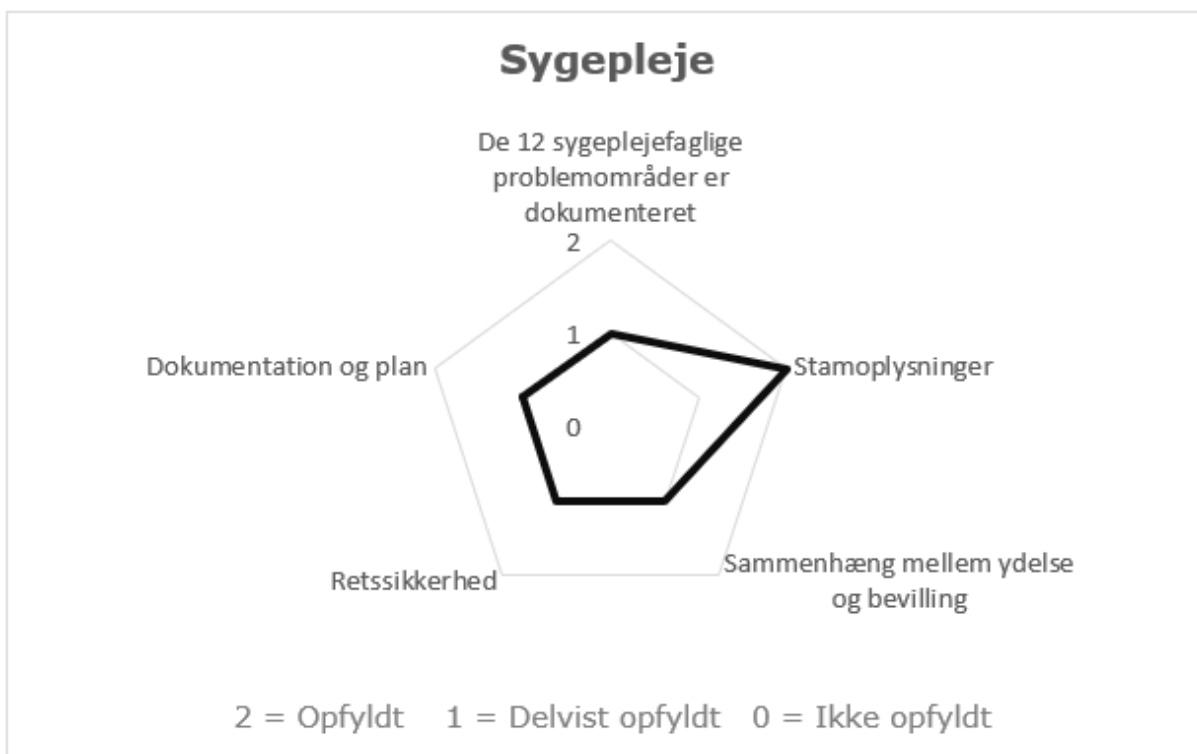 Sygepleje
De 12 sygeplejefaglige
problemområder er
dokumenteret
2
1
Dokumentation og plan
Stamoplysninger
0
Sammenhæng mellem ydelse
og bevilling
Retssikkerhed
2 = Opfyldt 1 = Delvist opfyldt 0 = Ikke opfyldt